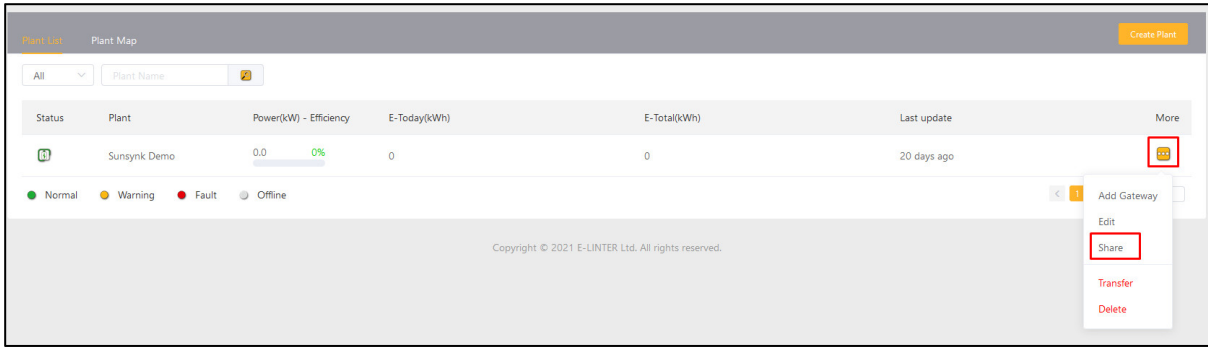 Plant List Plant Map Create Plant
All Plant Name
Status Plant Power(kW) - Efficiency E-Today(kWh) E-Total(kWh) Last update More
Sunsynk Demo 0.0 0% 0 0 20 days ago
Normal Warning Fault Offline < 1
Add Gateway
Edit
Share
Transfer
Delete
Copyright © 2021 E-LINTER Ltd. All rights reserved.